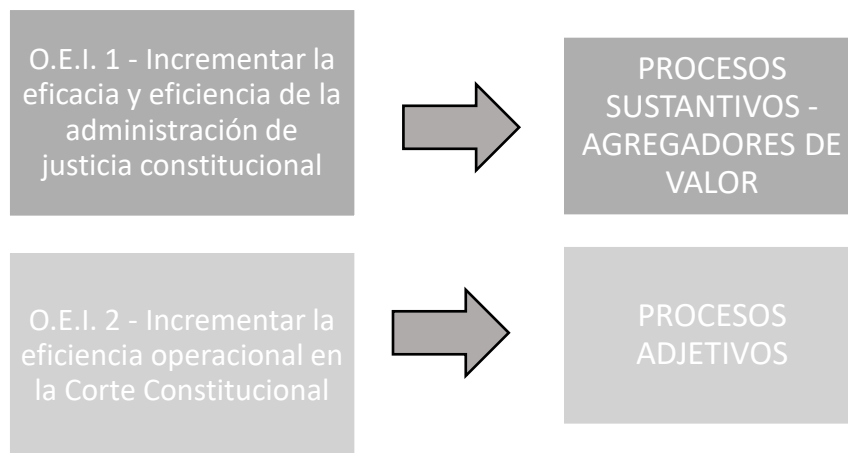 O.E.I. 1 - Incrementar la
eficacia y eficiencia de la
administración de
justicia constitucional
PROCESOS
SUSTANTIVOS -
AGREGADORES DE
VALOR
O.E.I. 2 - Incrementar la
eficiencia operacional en
la Corte Constitucional
PROCESOS
ADJETIVOS